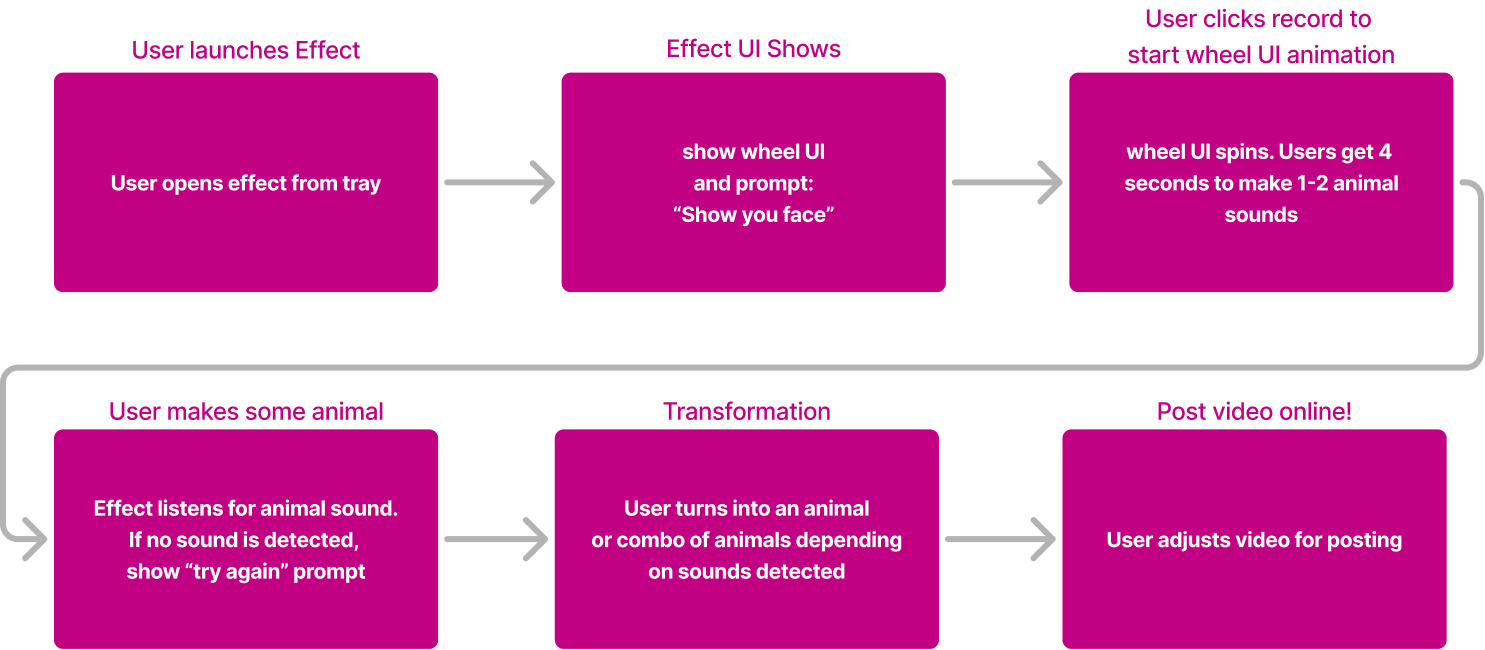 User launches Effect
User opens effect from tray
Effect UI Shows
show wheel UI
and prompt:
“Show you face”
User clicks record to
start wheel UI animation
wheel UI spins. Users get 4
seconds to make 1-2 animal
sounds
User makes some animal
Effect listens for animal sound.
If no sound is detected,
show “try again” prompt
Transformation
User turns into an animal
or combo of animals depending
on sounds detected
Post video online!
User adjusts video for posting